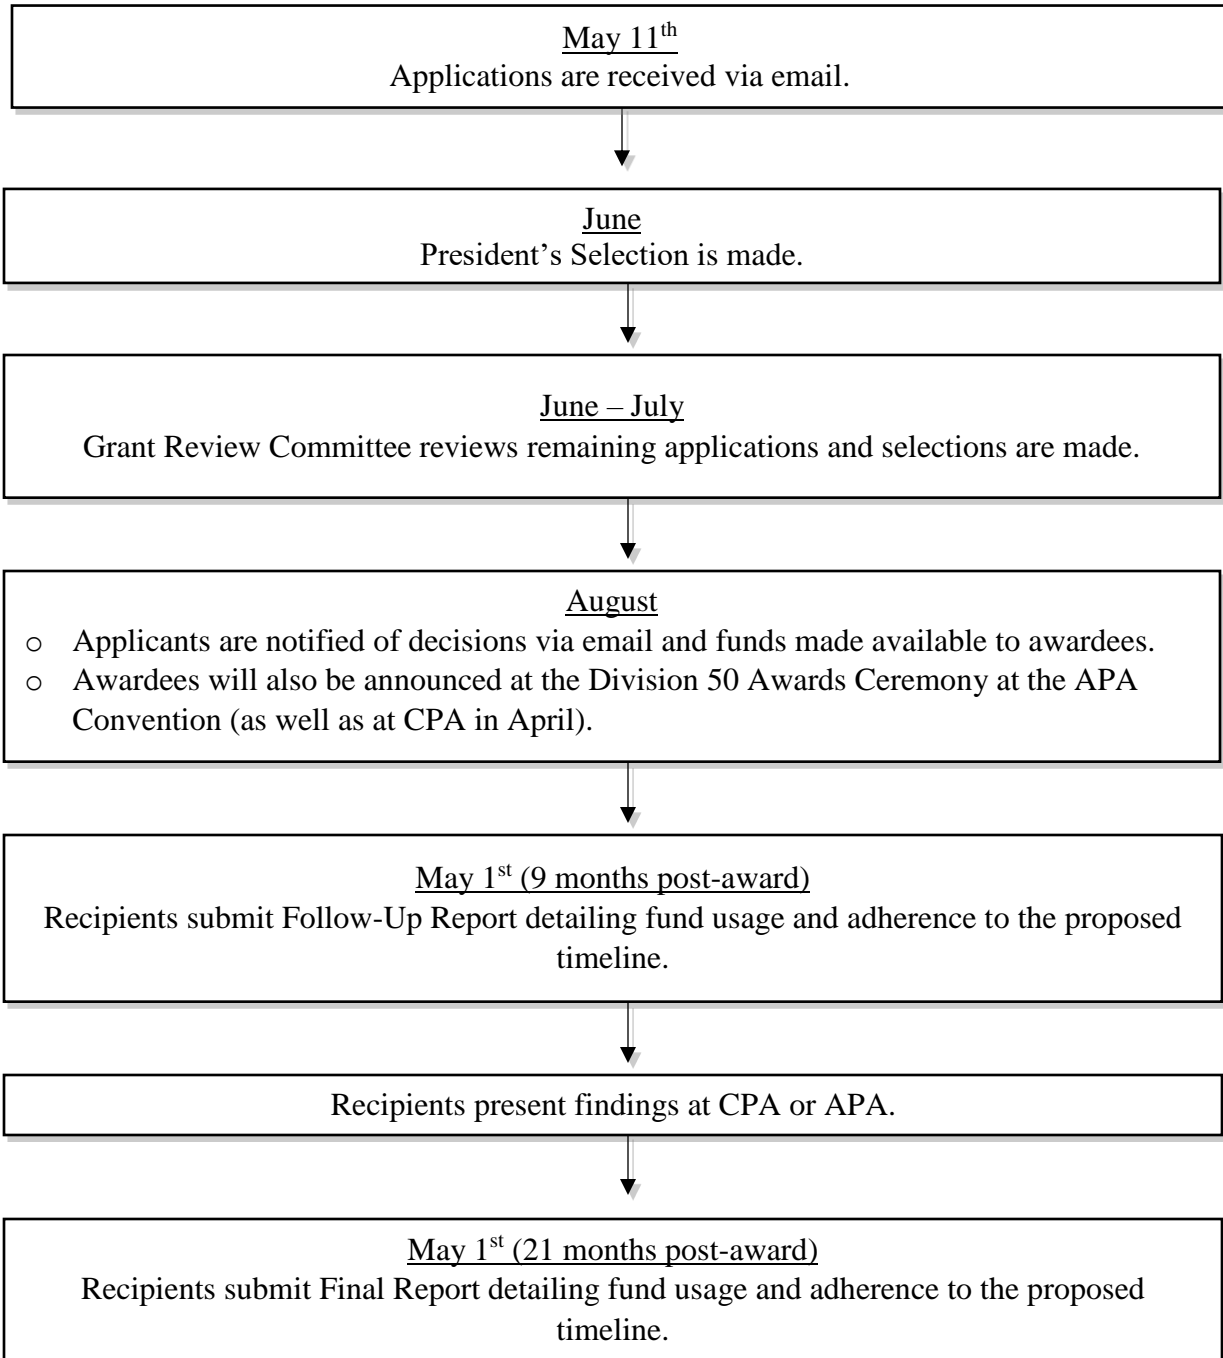 May 11th
Applications are received via email.
June
President’s Selection is made.
June – July
Grant Review Committee reviews remaining applications and selections are made.
August
o Applicants are notified of decisions via email and funds made available to awardees.
o Awardees will also be announced at the Division 50 Awards Ceremony at the APA
Convention (as well as at CPA in April).
May 1st (9 months post-award)
Recipients submit Follow-Up Report detailing fund usage and adherence to the proposed
timeline.
Recipients present findings at CPA or APA.
May 1st (21 months post-award)
Recipients submit Final Report detailing fund usage and adherence to the proposed
timeline.